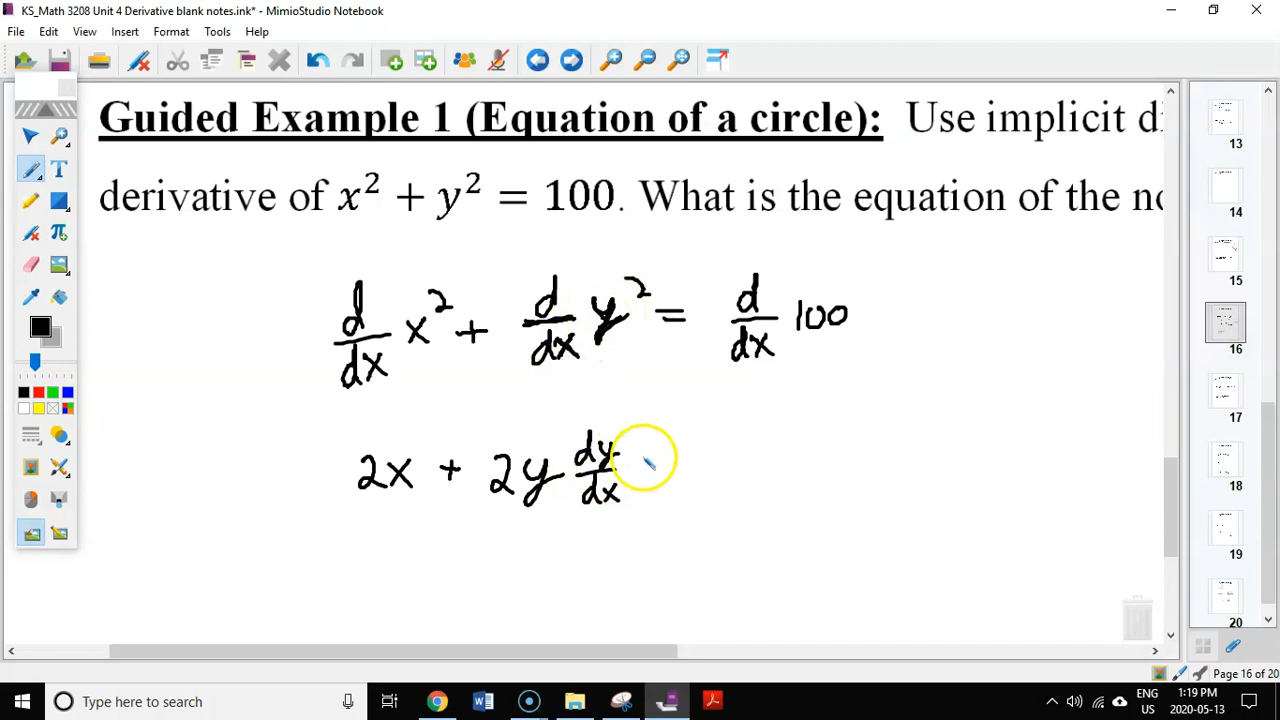 KS_Math 3208 Unit 4 Derivative blank notes.ink* - MimioStudio Notebook
File Edit View Insert Format Tools Help
Guided Example 1 (Equation of a circle): Use implicit di
derivative of x² + y² = 100. What is the equation of the no
d/dx x² + d/dx y² = d/dx 100
2x + 2y dy/dx
13
14
15
16
17
18
19
20
Page 16 of 20
Type here to search
ENG
US
1:19 PM
2020-05-13